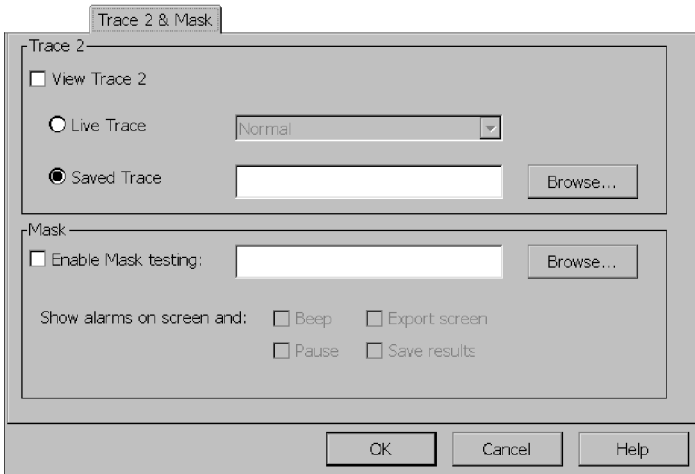 Trace 2 & Mask
Trace 2
View Trace 2
Live Trace Normal
Saved Trace Browse...
Mask
Enable Mask testing: Browse...
Show alarms on screen and: Beep Export screen
Pause Save results
OK Cancel Help